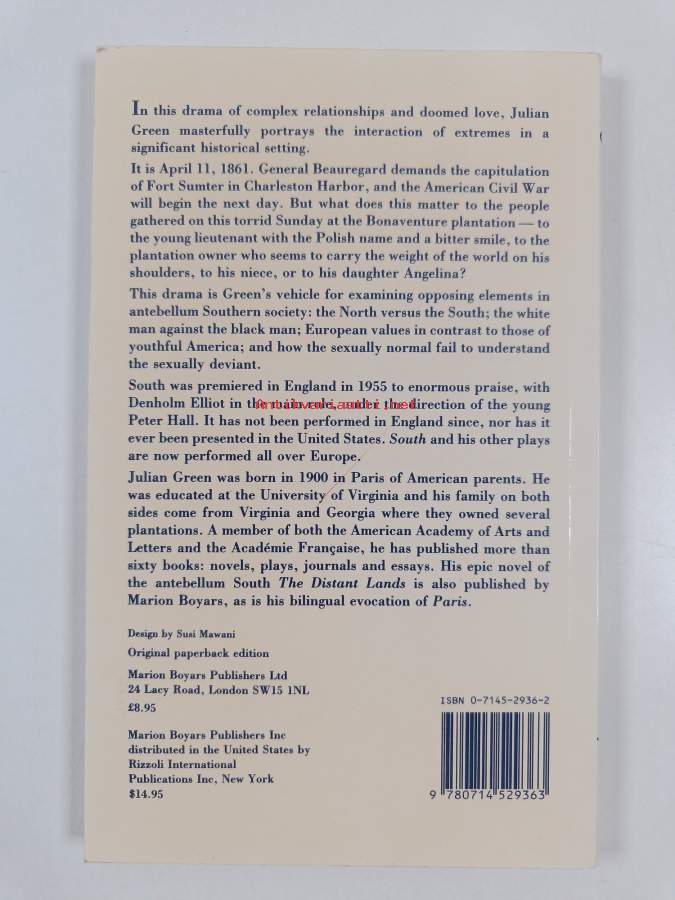 In this drama of complex relationships and doomed love, Julian
Green masterfully portrays the interaction of extremes in a
significant historical setting.
It is April 11, 1861. General Beauregard demands the capitulation
of Fort Sumter in Charleston Harbor, and the American Civil War
will begin the next day. But what does this matter to the people
gathered on this torrid Sunday at the Bonaventure plantation — to
the young lieutenant with the Polish name and a bitter smile, to the
plantation owner who seems to carry the weight of the world on his
shoulders, to his niece, or to his daughter Angelina?
This drama is Green's vehicle for examining opposing elements in
antebellum Southern society: the North versus the South; the white
man against the black man; European values in contrast to those of
youthful America; and how the sexually normal fail to understand
the sexually deviant.
South was premiered in England in 1955 to enormous praise, with
Denholm Elliot in the main role, under the direction of the young
Antikvariaatti.net
Peter Hall. It has not been performed in England since, nor has it
ever been presented in the United States. South and his other plays
are now performed all over Europe.
Julian Green was born in 1900 in Paris of American parents. He
was educated at the University of Virginia and his family on both
sides come from Virginia and Georgia where they owned several
plantations. A member of both the American Academy of Arts and
Letters and the Académie Française, he has published more than
sixty books: novels, plays, journals and essays. His epic novel of
the antebellum South The Distant Lands is also published by
Marion Boyars, as is his bilingual evocation of Paris.
Design by Susi Mawani
Original paperback edition
Marion Boyars Publishers Ltd
24 Lacy Road, London SW15 1NL
£8.95
Marion Boyars Publishers Inc
distributed in the United States by
Rizzoli International
Publications Inc, New York
$14.95
ISBN 0-7145-2936-2
9 780714 529363